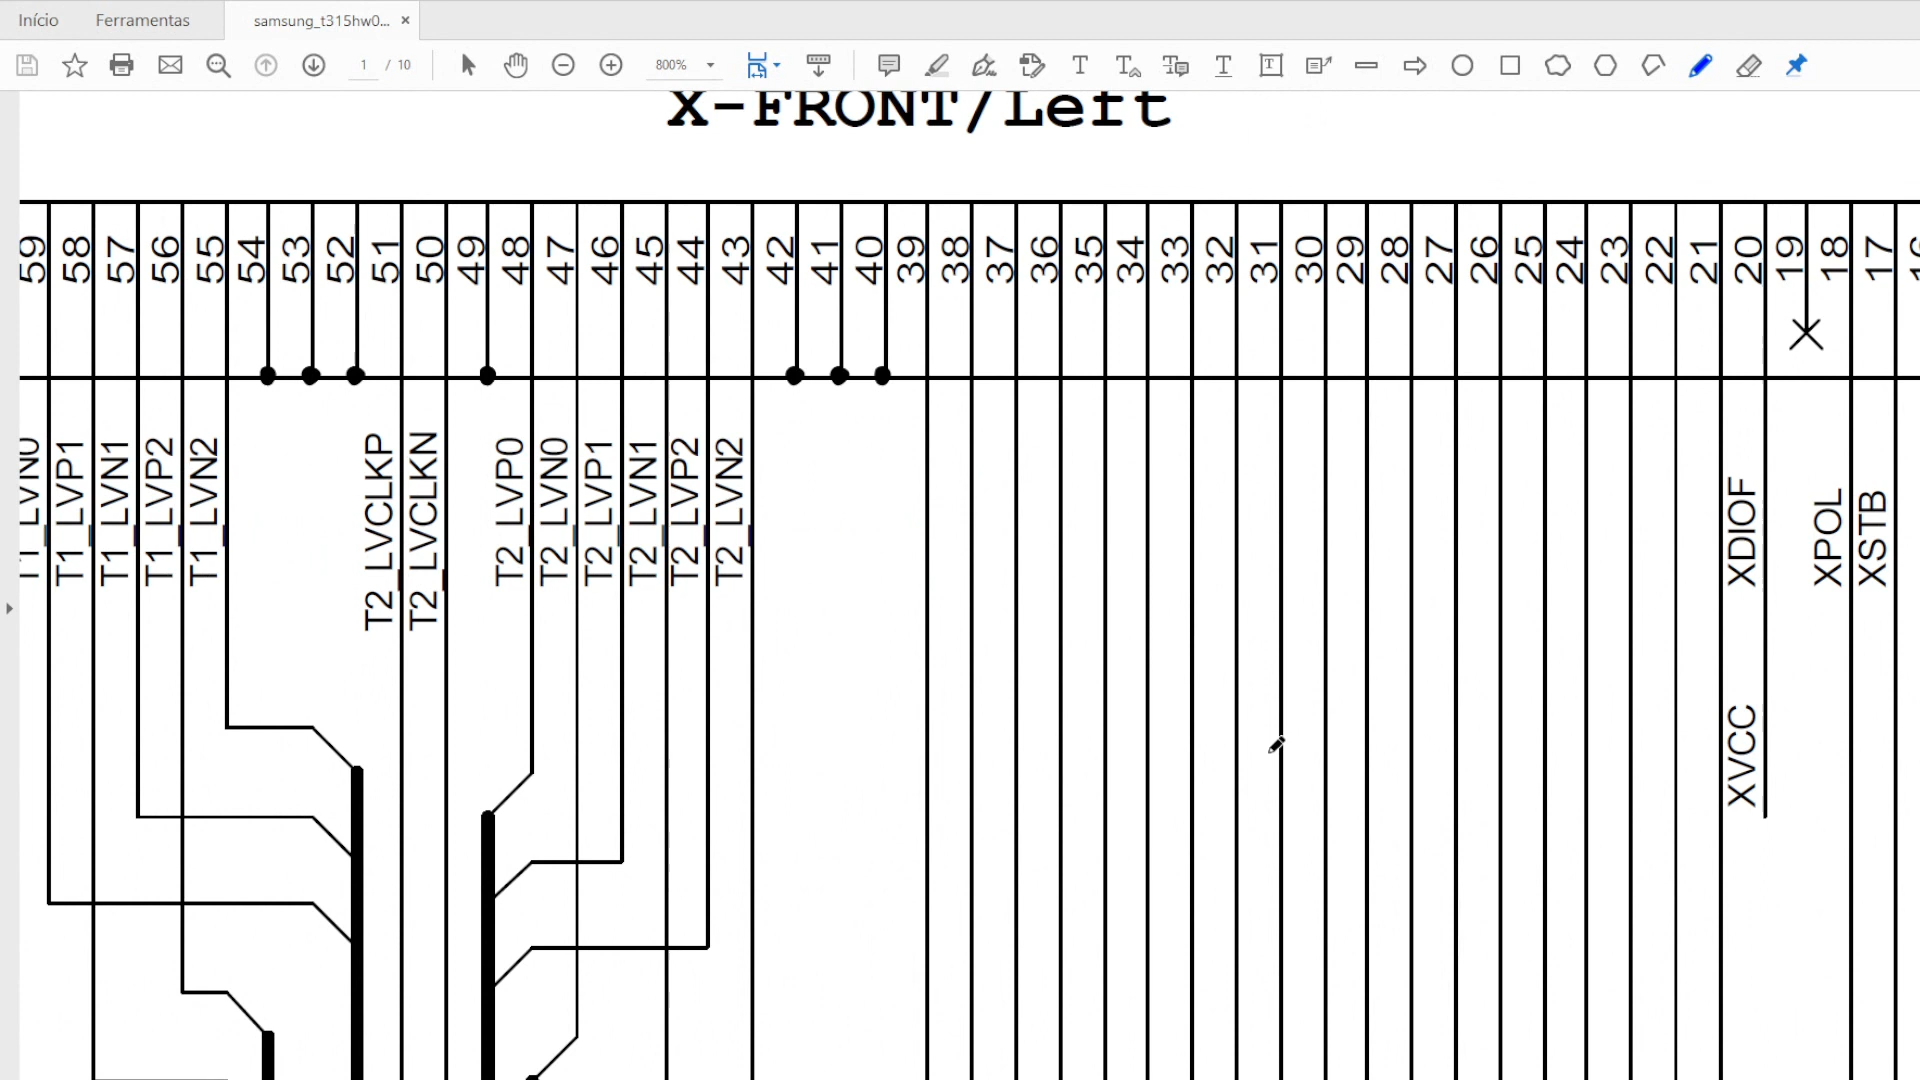 Início
Ferramentas
samsung_t315hw0... ×
1 / 10
800%
X-FRONT/Left
59 58 57 56 55 54 53 52 51 50 49 48 47 46 45 44 43 42 41 40 39 38 37 36 35 34 33 32 31 30 29 28 27 26 25 24 23 22 21 20 19 18 17
T1_LVN0
T1_LVP1
T1_LVN1
T1_LVP2
T1_LVN2
T2_LVCLKP
T2_LVCLKN
T2_LVP0
T2_LVN0
T2_LVP1
T2_LVN1
T2_LVP2
T2_LVN2
XDIOF
XPOL
XSTB
XVCC